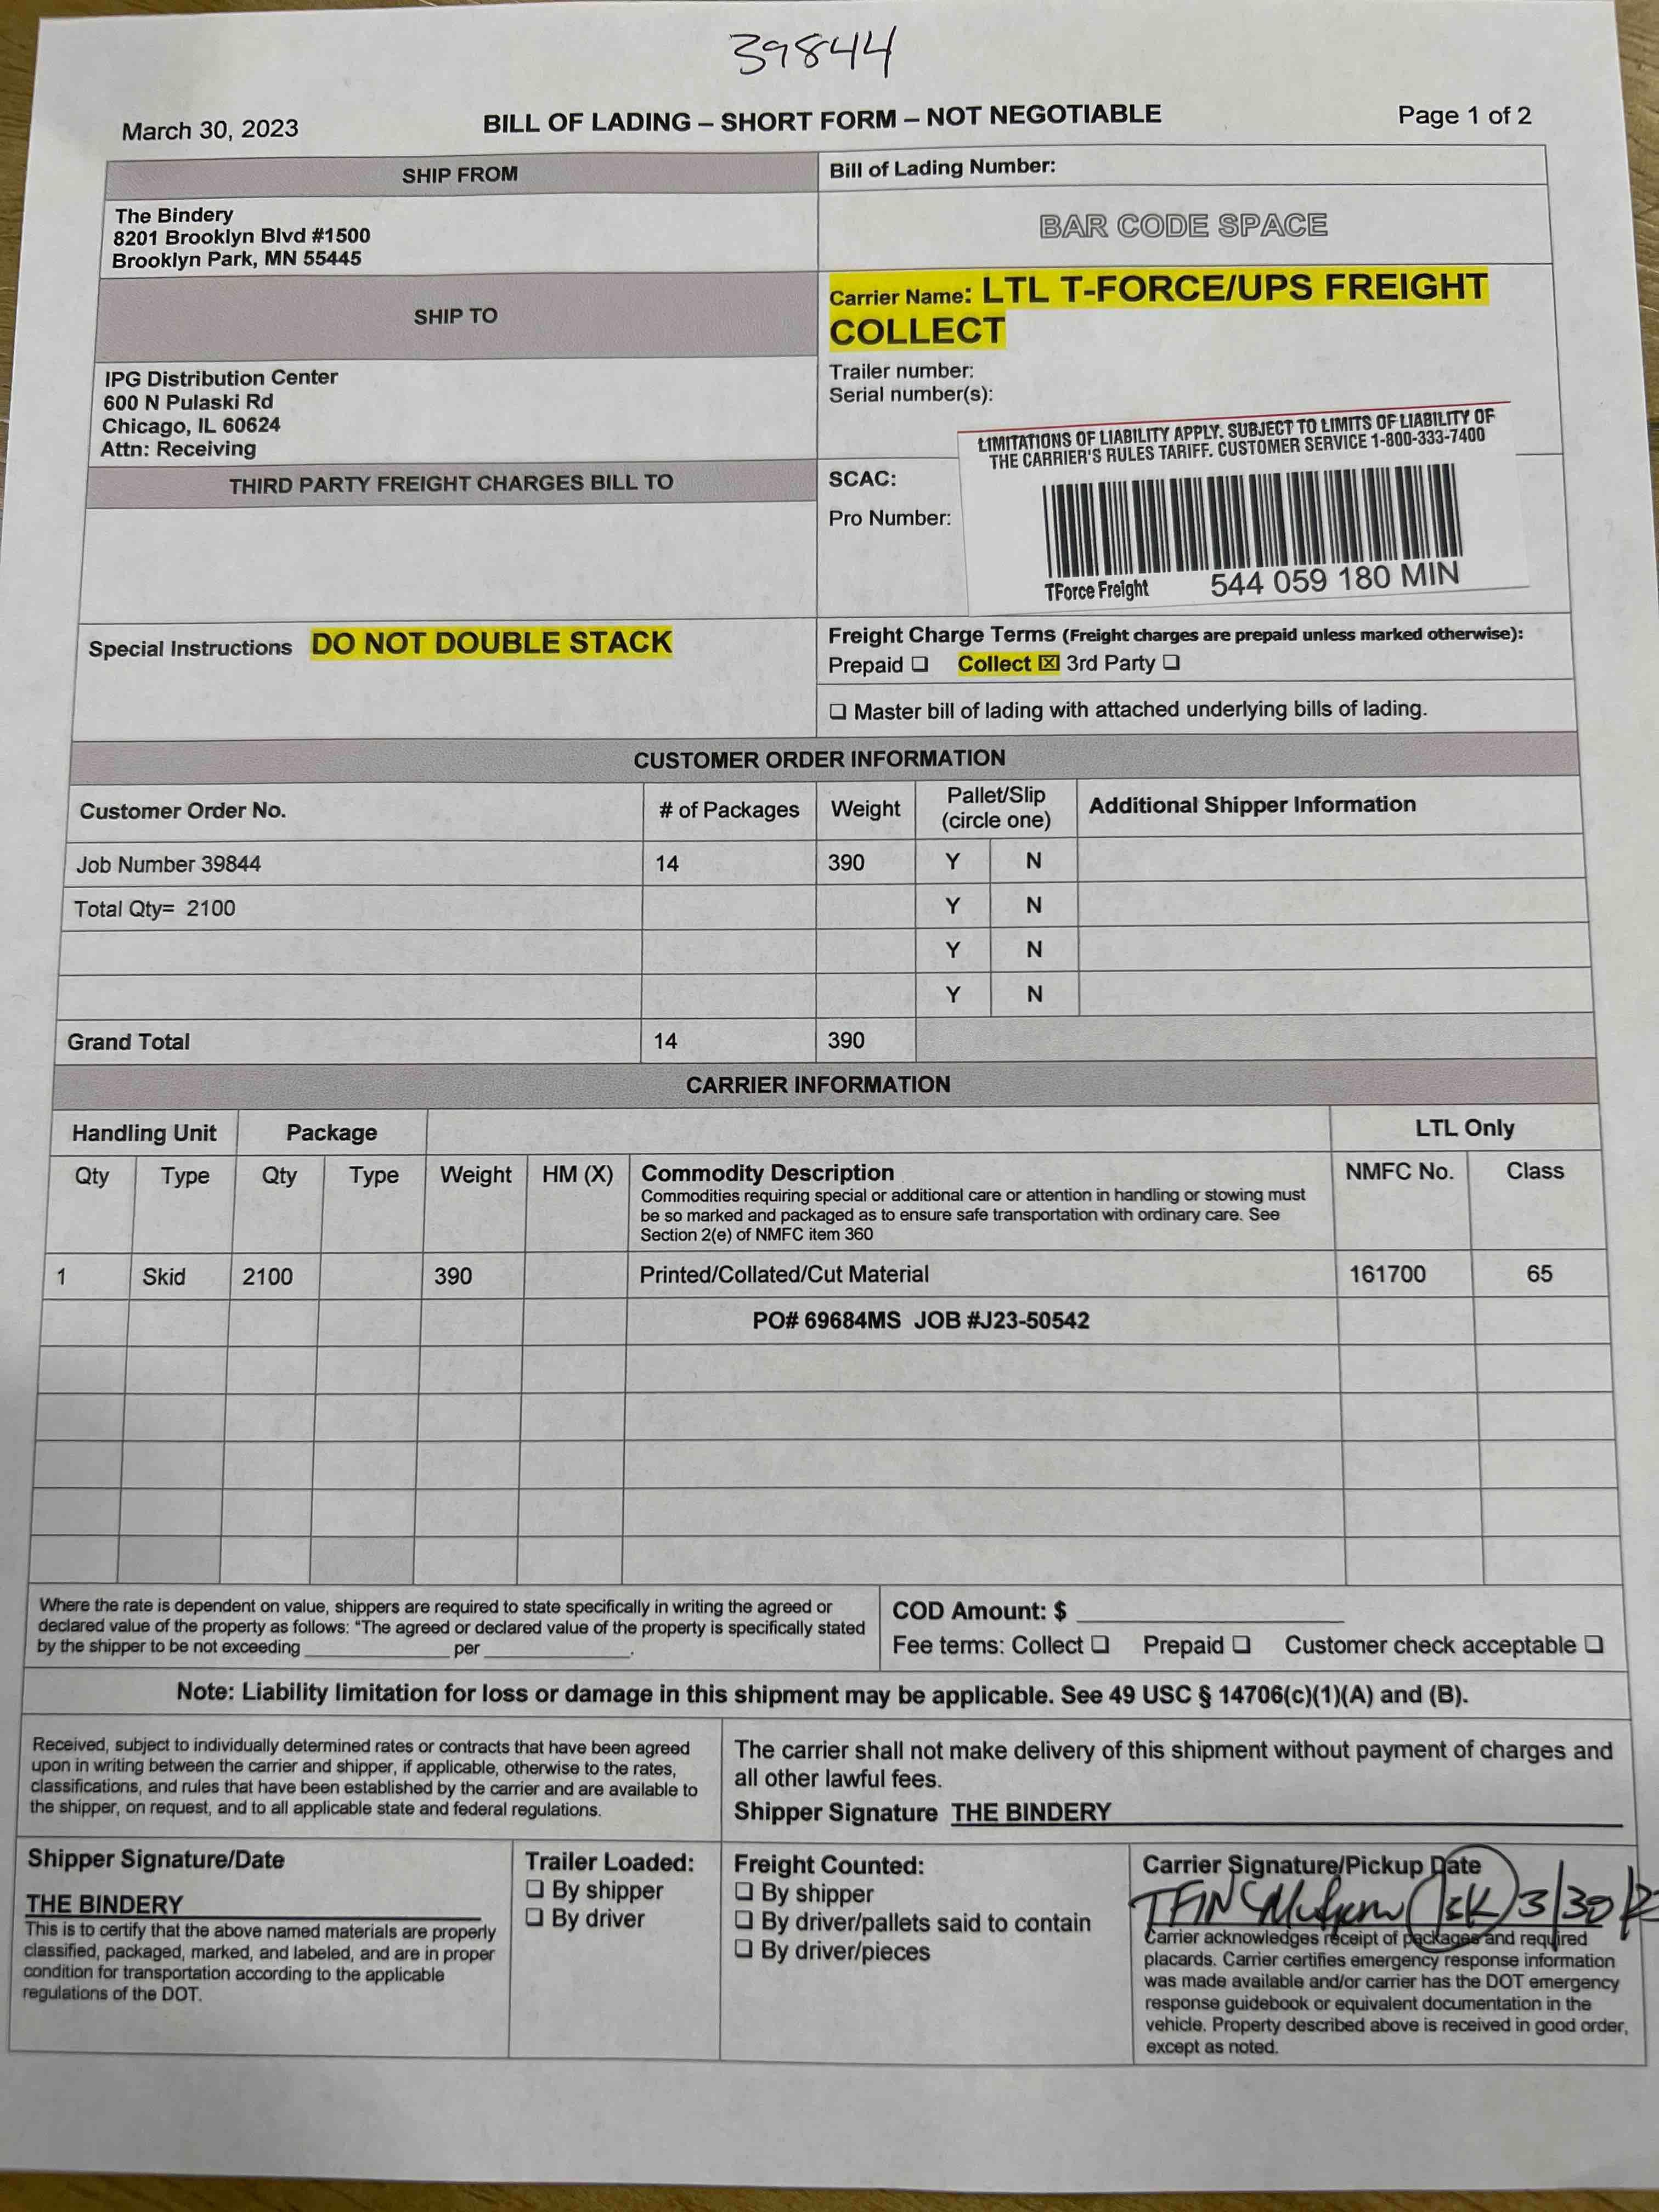 39844
March 30, 2023 BILL OF LADING – SHORT FORM – NOT NEGOTIABLE Page 1 of 2
SHIP FROM
The Bindery
8201 Brooklyn Blvd #1500
Brooklyn Park, MN 55445
Bill of Lading Number:
BAR CODE SPACE
SHIP TO
IPG Distribution Center
600 N Pulaski Rd
Chicago, IL 60624
Attn: Receiving
Carrier Name: LTL T-FORCE/UPS FREIGHT
COLLECT
Trailer number:
Serial number(s):
LIMITATIONS OF LIABILITY APPLY. SUBJECT TO LIMITS OF LIABILITY OF
THE CARRIER'S RULES TARIFF. CUSTOMER SERVICE 1-800-333-7400
THIRD PARTY FREIGHT CHARGES BILL TO
SCAC:
Pro Number:
TForce Freight 544 059 180 MIN
Special Instructions DO NOT DOUBLE STACK
Freight Charge Terms (Freight charges are prepaid unless marked otherwise):
Prepaid ❑ Collect ☒ 3rd Party ❑
❑ Master bill of lading with attached underlying bills of lading.
CUSTOMER ORDER INFORMATION
Customer Order No. # of Packages Weight Pallet/Slip (circle one) Additional Shipper Information
Job Number 39844 14 390 Y N
Total Qty= 2100 Y N
Y N
Y N
Grand Total 14 390
CARRIER INFORMATION
Handling Unit Package LTL Only
Qty Type Qty Type Weight HM (X) Commodity Description NMFC No. Class
Commodities requiring special or additional care or attention in handling or stowing must
be so marked and packaged as to ensure safe transportation with ordinary care. See
Section 2(e) of NMFC item 360
1 Skid 2100 390 Printed/Collated/Cut Material 161700 65
PO# 69684MS JOB #J23-50542
Where the rate is dependent on value, shippers are required to state specifically in writing the agreed or
declared value of the property as follows: "The agreed or declared value of the property is specifically stated
by the shipper to be not exceeding ____________ per ____________.
COD Amount: $ ____________
Fee terms: Collect ❑ Prepaid ❑ Customer check acceptable ❑
Note: Liability limitation for loss or damage in this shipment may be applicable. See 49 USC § 14706(c)(1)(A) and (B).
Received, subject to individually determined rates or contracts that have been agreed
upon in writing between the carrier and shipper, if applicable, otherwise to the rates,
classifications, and rules that have been established by the carrier and are available to
the shipper, on request, and to all applicable state and federal regulations.
The carrier shall not make delivery of this shipment without payment of charges and
all other lawful fees.
Shipper Signature THE BINDERY
Shipper Signature/Date
THE BINDERY
This is to certify that the above named materials are properly
classified, packaged, marked, and labeled, and are in proper
condition for transportation according to the applicable
regulations of the DOT.
Trailer Loaded:
❑ By shipper
❑ By driver
Freight Counted:
❑ By shipper
❑ By driver/pallets said to contain
❑ By driver/pieces
Carrier Signature/Pickup Date
TFIN 1sk 3/30/
Carrier acknowledges receipt of packages and required
placards. Carrier certifies emergency response information
was made available and/or carrier has the DOT emergency
response guidebook or equivalent documentation in the
vehicle. Property described above is received in good order,
except as noted.